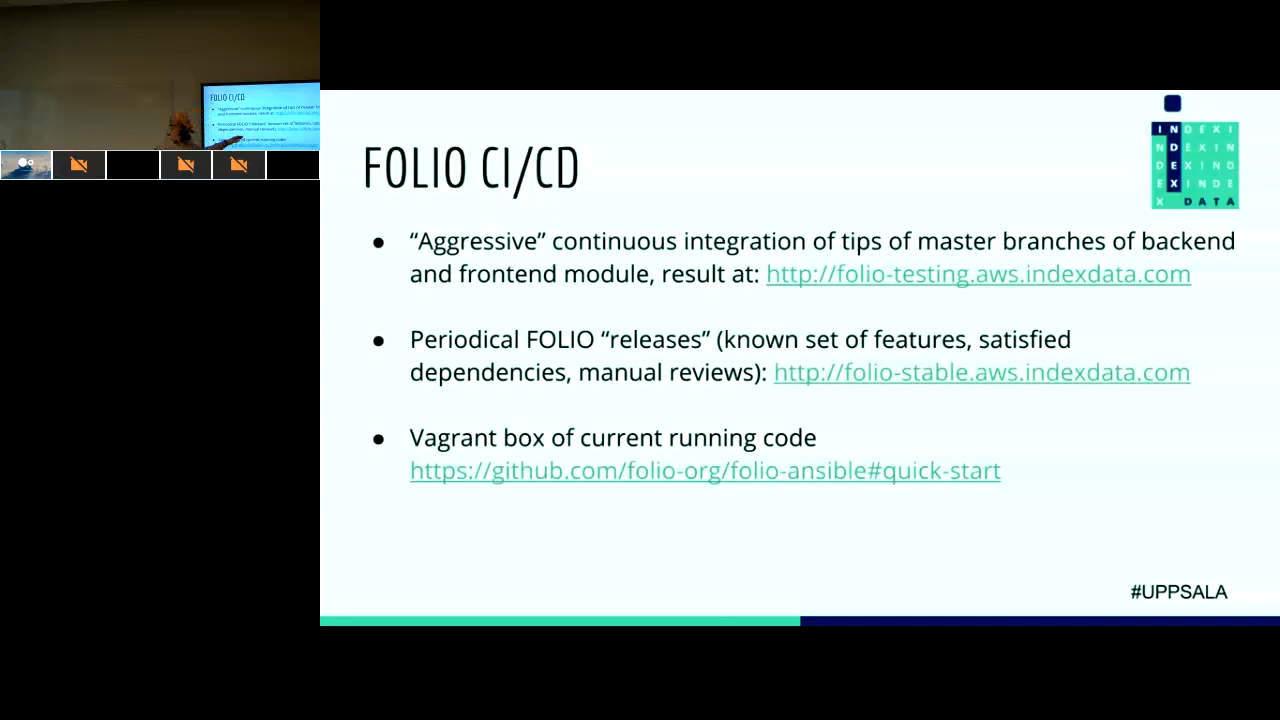 FOLIO CI/CD
● “Aggressive” continuous integration of tips of master branches of backend
and frontend module, result at: http://folio-testing.aws.indexdata.com
● Periodical FOLIO “releases” (known set of features, satisfied
dependencies, manual reviews): http://folio-stable.aws.indexdata.com
● Vagrant box of current running code
https://github.com/folio-org/folio-ansible#quick-start
#UPPSALA
INDEXI
NDEXIN
DEXIND
EXINDE
X DATA
FOLIO CI/CD